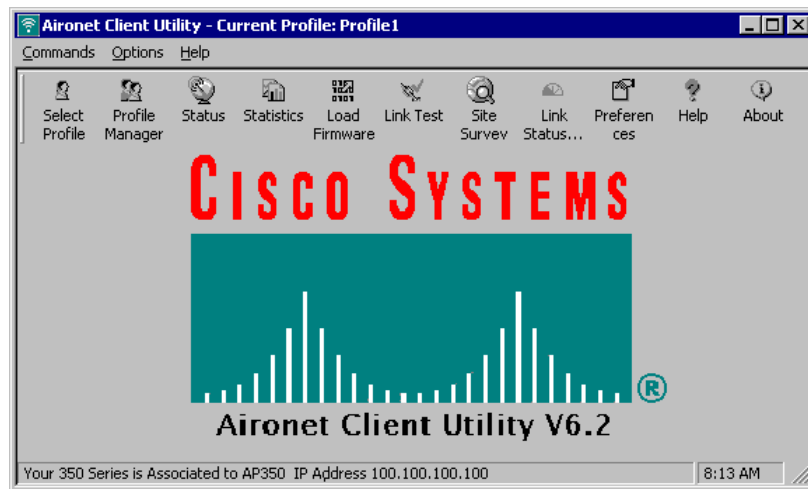 Aironet Client Utility - Current Profile: Profile1
Commands Options Help
Select Profile
Profile Manager
Status
Statistics
Load Firmware
Link Test
Site Survey
Link Status...
Preferen ces
Help
About
CISCO SYSTEMS
®
Aironet Client Utility V6.2
Your 350 Series is Associated to AP350 IP Address 100.100.100.100
8:13 AM